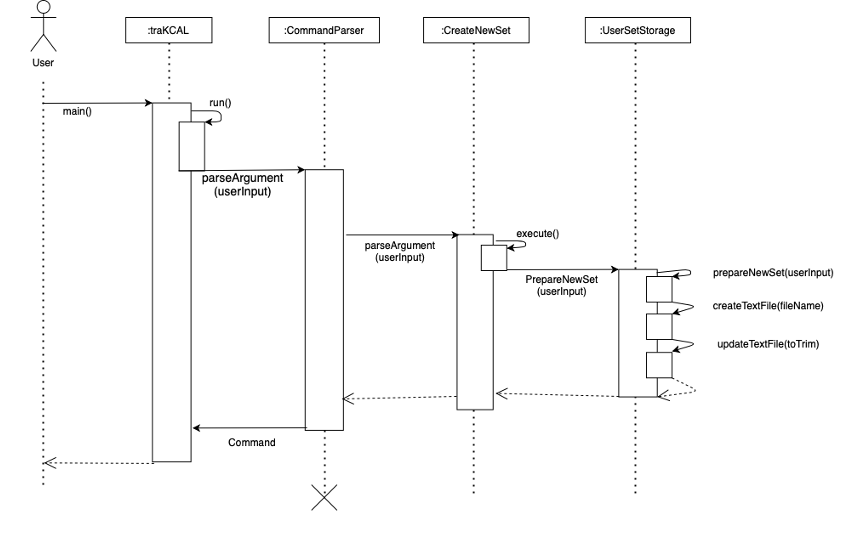 :traKCAL
:CommandParser
:CreateNewSet
:UserSetStorage
User
main()
run()
parseArgument
(userInput)
parseArgument
(userInput)
execute()
PrepareNewSet
(userInput)
prepareNewSet(userInput)
createTextFile(fileName)
updateTextFile(toTrim)
Command